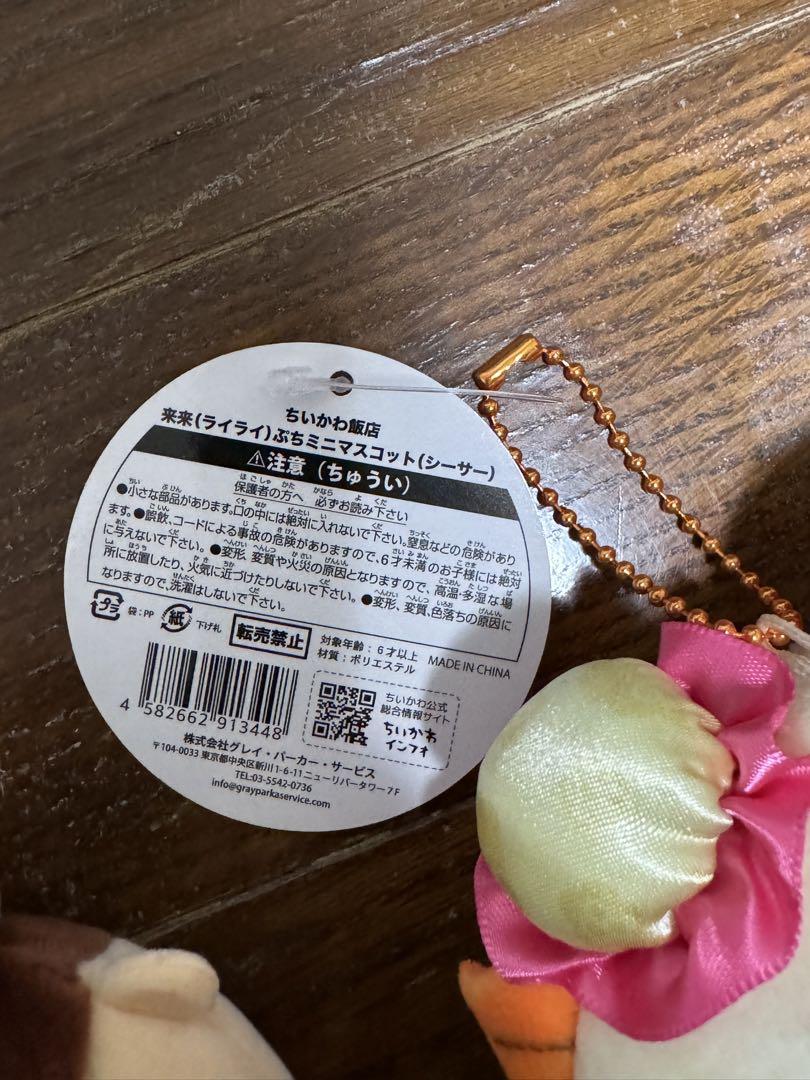 ちいかわ飯店
来来(ライライ)ぷちミニマスコット(シーサー)
⚠注意(ちゅうい)
保護者の方へ 必ずお読み下さい
●小さな部品があります。口の中には絶対に入れないで下さい。窒息などの危険があり
ます。●誤飲、コードによる事故の危険がありますので、6才未満のお子様には絶対
に与えないで下さい。●変形、変質や火災の原因となりますので、高温・多湿な場
所に放置したり、火気に近づけたりしないで下さい。●変形、変質、色落ちの原因に
なりますので、洗濯はしないで下さい。
プラ 袋:PP 紙 下げ札
転売禁止
対象年齢:6才以上
材質:ポリエステル MADE IN CHINA
4 582662 913448
ちいかわ公式
総合情報サイト
ちいかわ
インフォ
株式会社グレイ・パーカー・サービス
〒104-0033 東京都中央区新川1-6-11ニューリバータワー7F
TEL:03-5542-0736
info@grayparkaservice.com